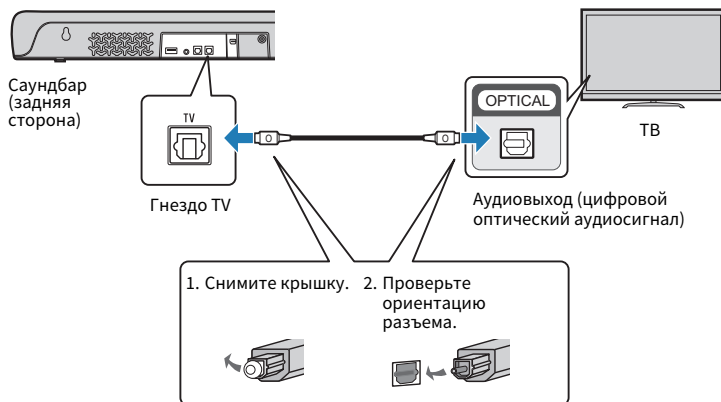 Саундбар
(задняя
сторона)
TV
OPTICAL
ТВ
Гнездо TV
Аудиовыход (цифровой
оптический аудиосигнал)
1. Снимите крышку.
2. Проверьте
ориентацию
разъема.